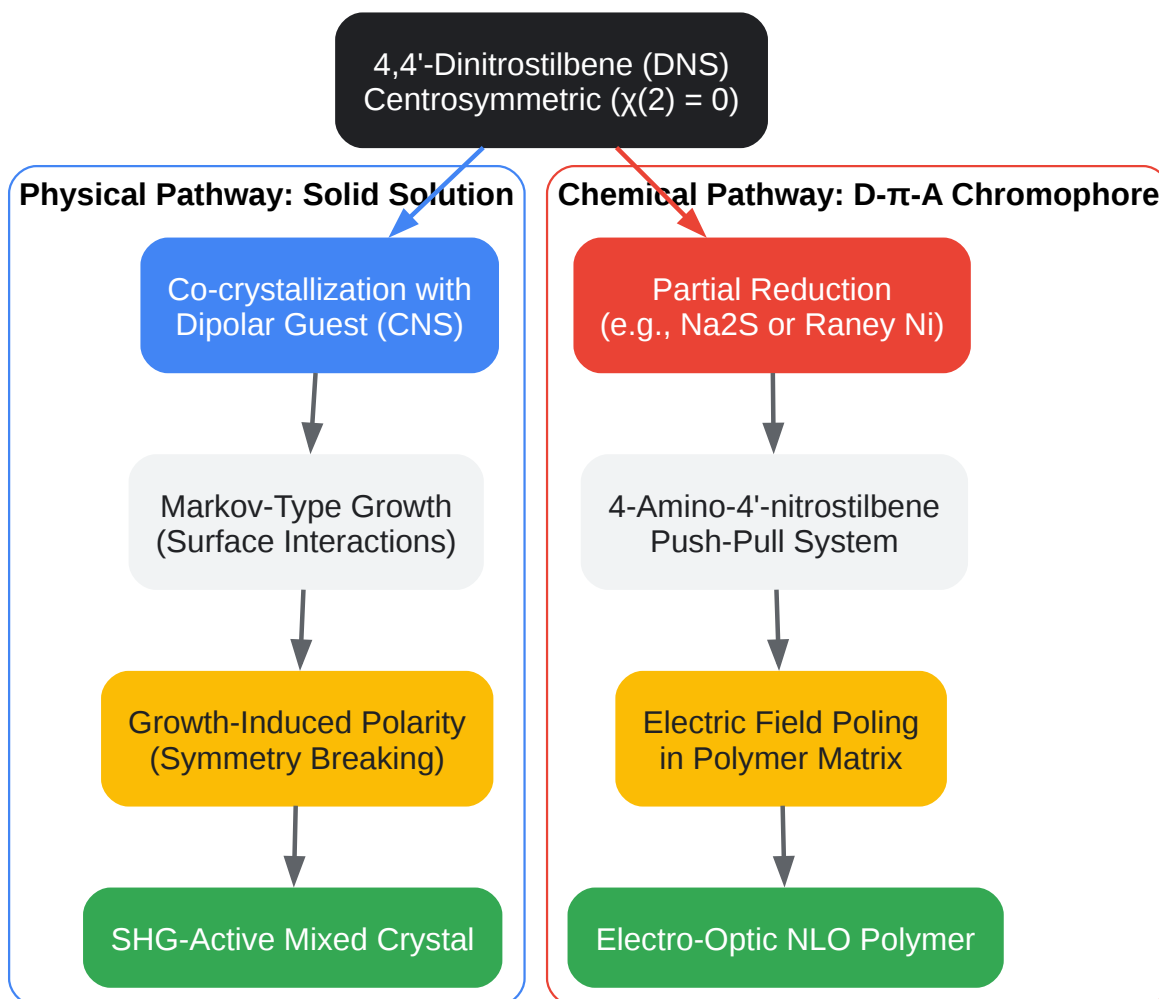 4,4'-Dinitrostilbene (DNS)
Centrosymmetric (χ(2) = 0)
Physical Pathway: Solid Solution
Co-crystallization with
Dipolar Guest (CNS)
Markov-Type Growth
(Surface Interactions)
Growth-Induced Polarity
(Symmetry Breaking)
SHG-Active Mixed Crystal
Chemical Pathway: D-π-A Chromophore
Partial Reduction
(e.g., Na2S or Raney Ni)
4-Amino-4'-nitrostilbene
Push-Pull System
Electric Field Poling
in Polymer Matrix
Electro-Optic NLO Polymer